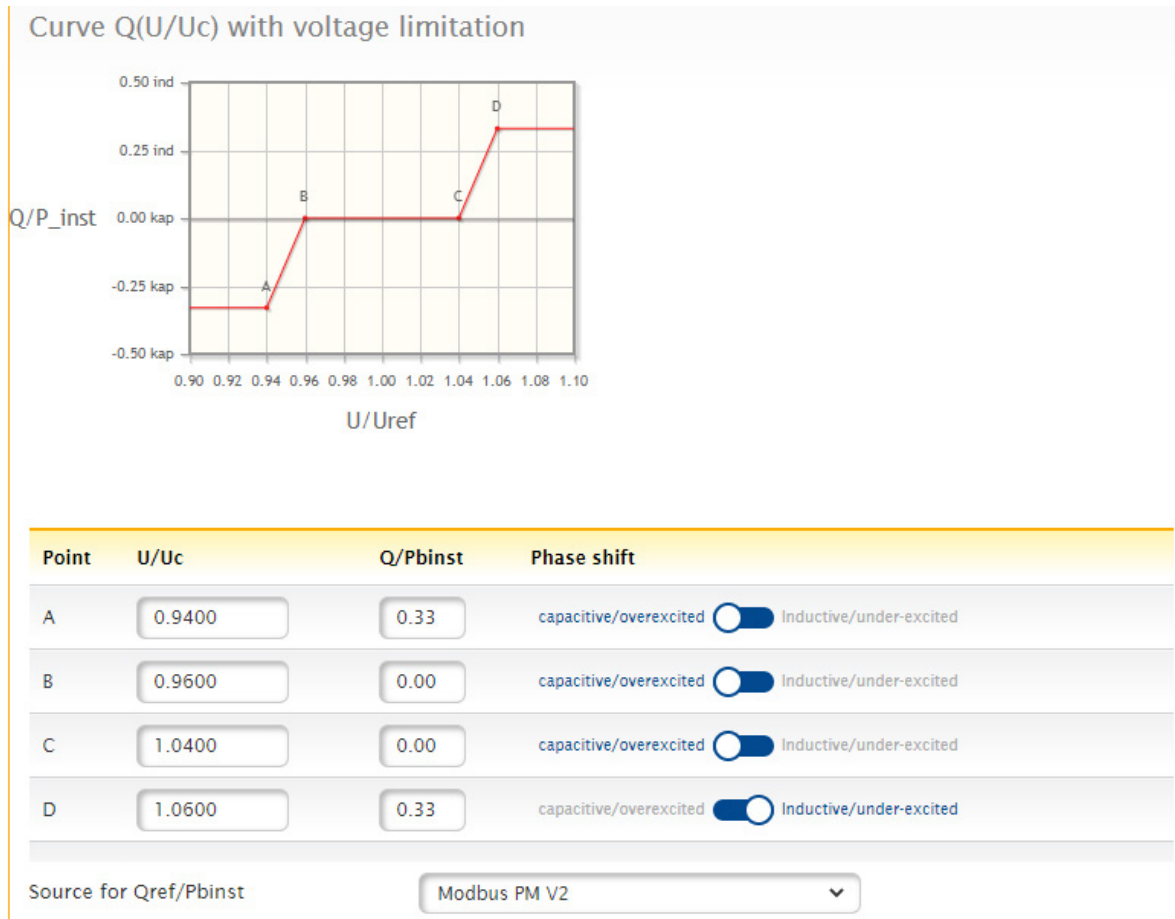 Curve Q(U/Uc) with voltage limitation
0.50 ind
D
0.25 ind
B
C
Q/P_inst
0.00 kap
A
-0.25 kap
-0.50 kap
0.90 0.92 0.94 0.96 0.98 1.00 1.02 1.04 1.06 1.08 1.10
U/Uref
Point U/Uc Q/Pbinst Phase shift
A 0.9400 0.33 capacitive/overexcited Inductive/under-excited
B 0.9600 0.00 capacitive/overexcited Inductive/under-excited
C 1.0400 0.00 capacitive/overexcited Inductive/under-excited
D 1.0600 0.33 capacitive/overexcited Inductive/under-excited
Source for Qref/Pbinst Modbus PM V2